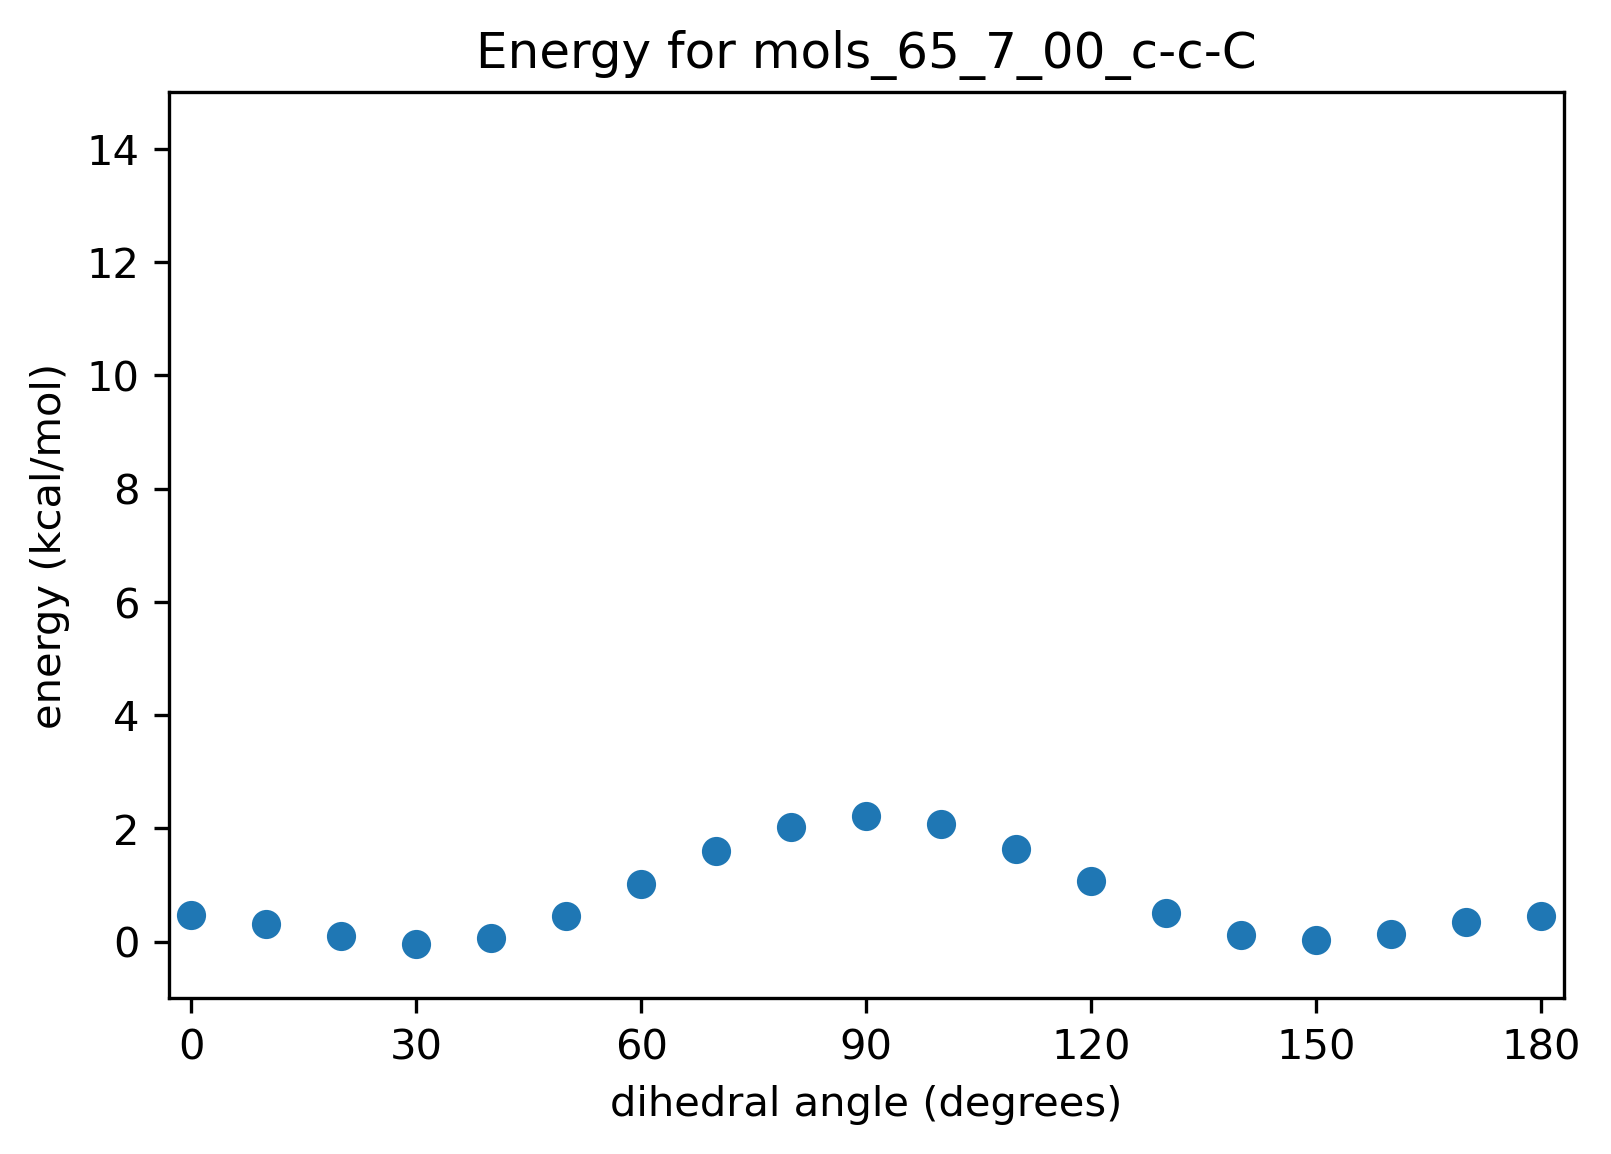 Energy for mols_65_7_00_c-c-C
14
12
10
8
6
4
2
0
energy (kcal/mol)
0 30 60 90 120 150 180
dihedral angle (degrees)